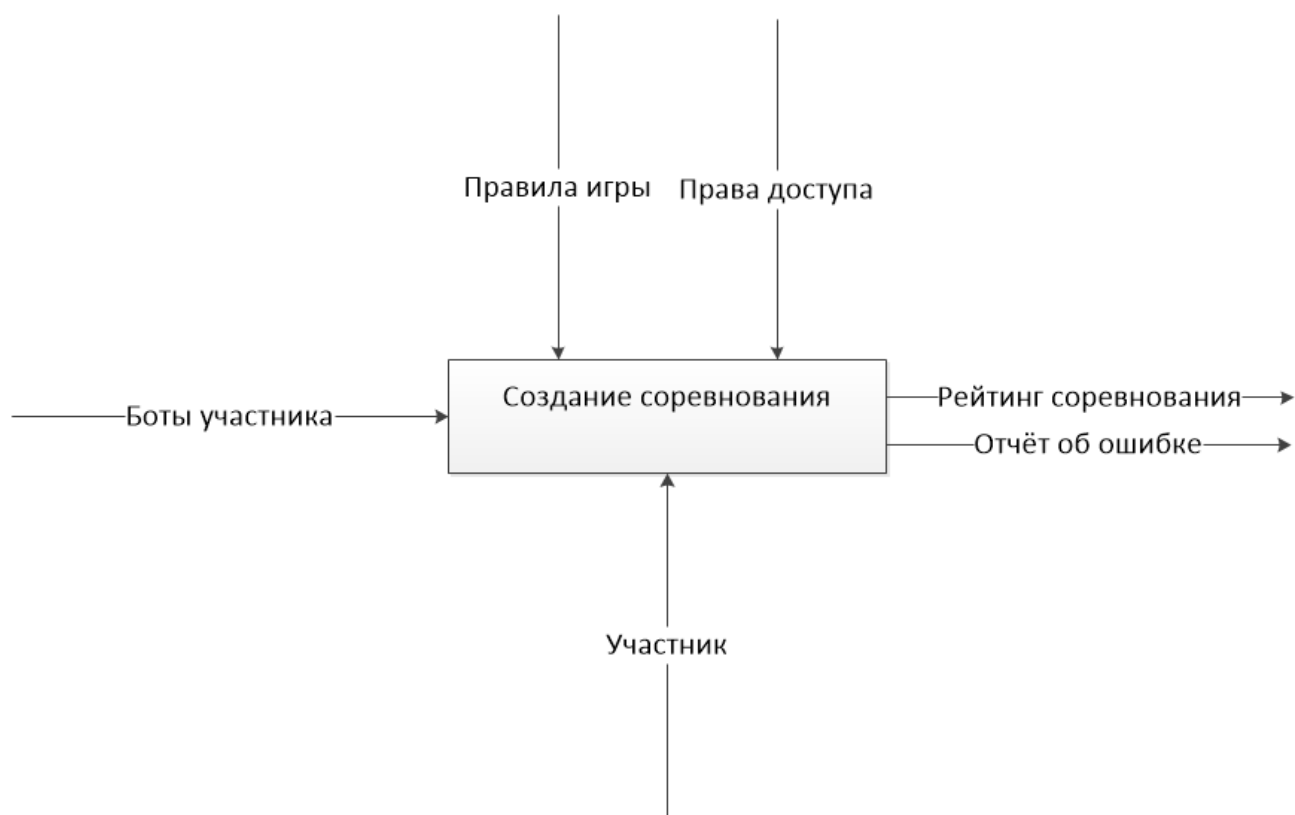 Правила игры
Права доступа
Создание соревнования
Боты участника
Рейтинг соревнования
Отчёт об ошибке
Участник